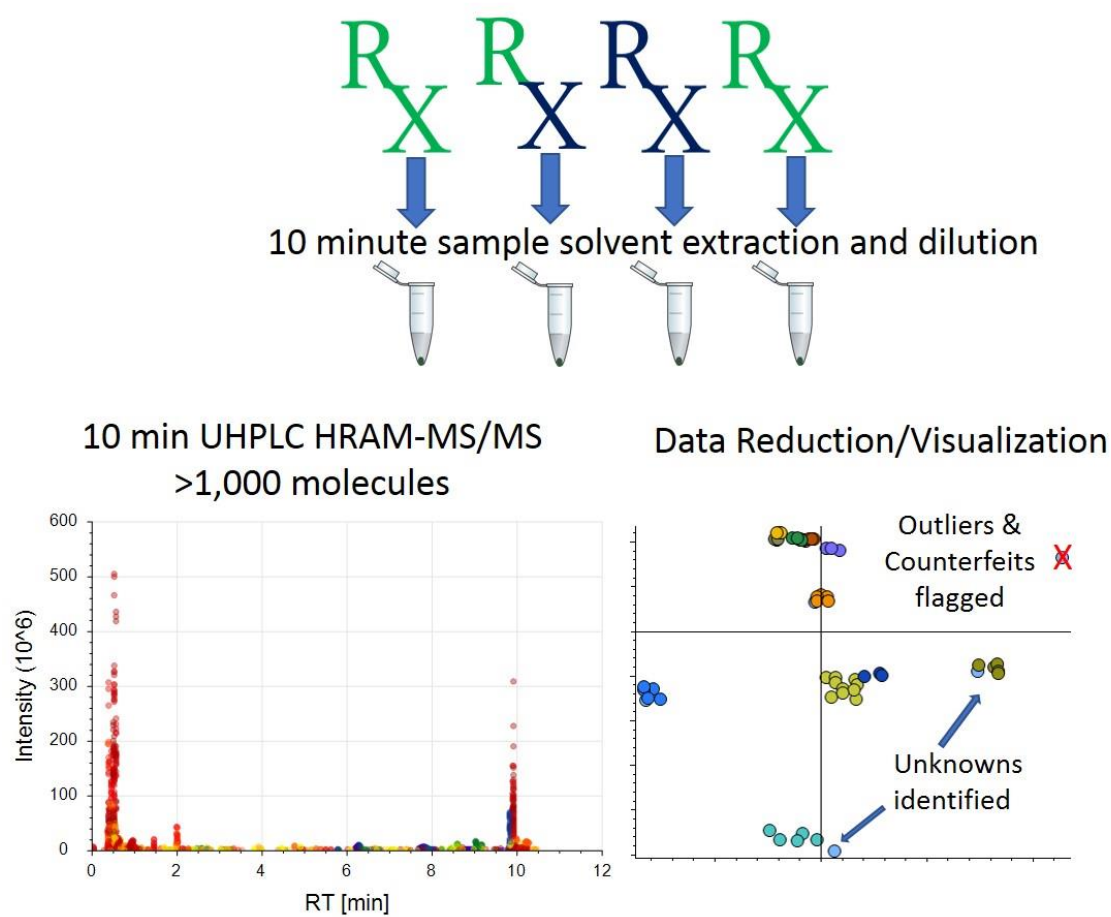 R R R R
X X X X
10 minute sample solvent extraction and dilution
10 min UHPLC HRAM-MS/MS
>1,000 molecules
600
500
400
300
200
100
0
Intensity (10^6)
0 2 4 6 8 10 12
RT [min]
Data Reduction/Visualization
Outliers &
Counterfeits
flagged
X
Unknowns
identified